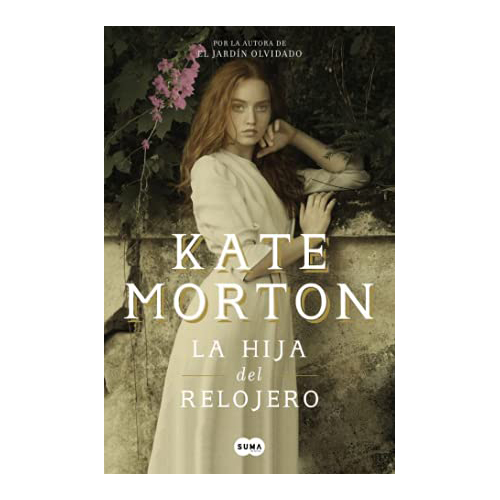 POR LA AUTORA DE
EL JARDÍN OLVIDADO
KATE
MORTON
LA HIJA
del
RELOJERO
SUMA